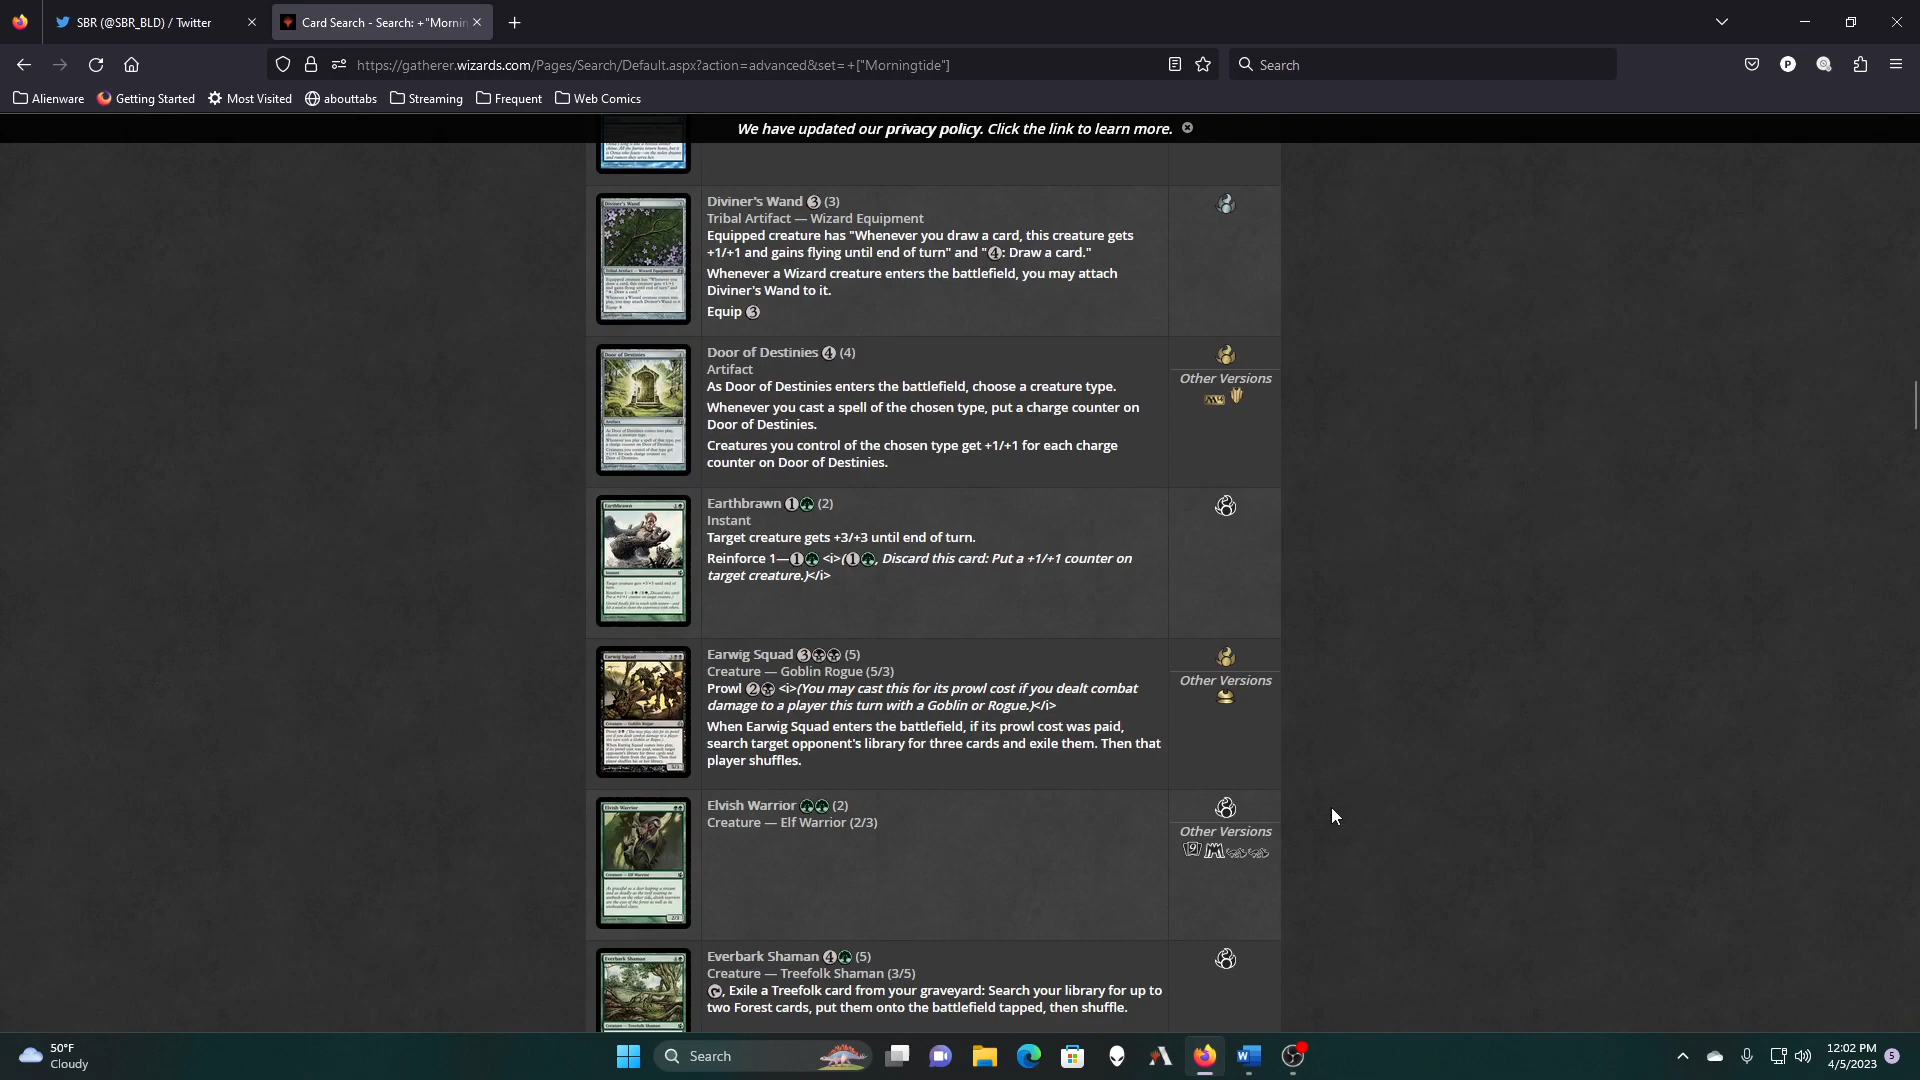 SBR (@SBR_BLD) / Twitter
Card Search - Search: +"Mornin
https://gatherer.wizards.com/Pages/Search/Default.aspx?action=advanced&set=+["Morningtide"]
Search
Alienware
Getting Started
Most Visited
abouttabs
Streaming
Frequent
Web Comics
We have updated our privacy policy. Click the link to learn more.
Diviner's Wand 3 (3)
Tribal Artifact — Wizard Equipment
Equipped creature has "Whenever you draw a card, this creature gets
+1/+1 and gains flying until end of turn" and "4: Draw a card."
Whenever a Wizard creature enters the battlefield, you may attach
Diviner's Wand to it.
Equip 3
Door of Destinies 4 (4)
Artifact
As Door of Destinies enters the battlefield, choose a creature type.
Whenever you cast a spell of the chosen type, put a charge counter on
Door of Destinies.
Creatures you control of the chosen type get +1/+1 for each charge
counter on Door of Destinies.
Other Versions
Earthbrawn 1 (2)
Instant
Target creature gets +3/+3 until end of turn.
Reinforce 1—1 <i>(1, Discard this card: Put a +1/+1 counter on
target creature.)</i>
Earwig Squad 3 (5)
Creature — Goblin Rogue (5/3)
Prowl 2 <i>(You may cast this for its prowl cost if you dealt combat
damage to a player this turn with a Goblin or Rogue.)</i>
When Earwig Squad enters the battlefield, if its prowl cost was paid,
search target opponent's library for three cards and exile them. Then that
player shuffles.
Other Versions
Elvish Warrior (2)
Creature — Elf Warrior (2/3)
Other Versions
Everbark Shaman 4 (5)
Creature — Treefolk Shaman (3/5)
, Exile a Treefolk card from your graveyard: Search your library for up to
two Forest cards, put them onto the battlefield tapped, then shuffle.
50°F
Cloudy
Search
12:02 PM
4/5/2023
5